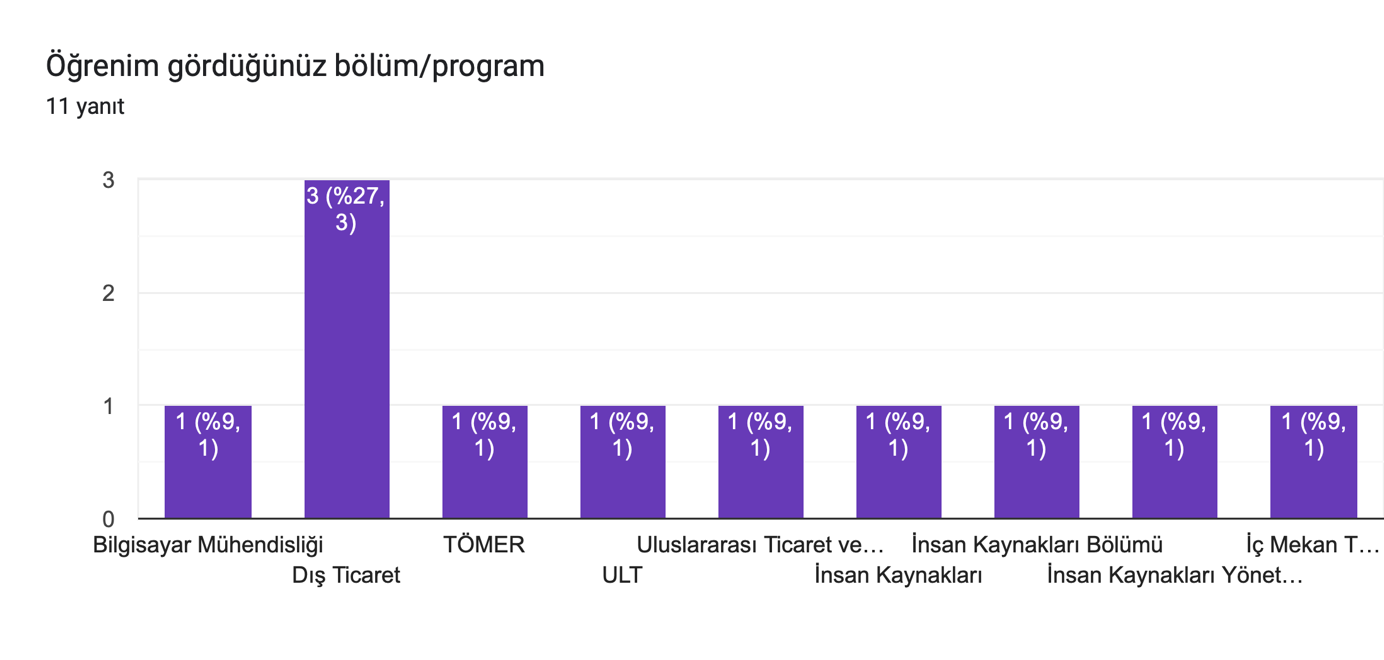 Öğrenim gördüğünüz bölüm/program
11 yanıt
3
2
1
0
3 (%27,
3)
1 (%9,
1)
1 (%9,
1)
1 (%9,
1)
1 (%9,
1)
1 (%9,
1)
1 (%9,
1)
1 (%9,
1)
1 (%9,
1)
Bilgisayar Mühendisliği
Dış Ticaret
TÖMER
ULT
Uluslararası Ticaret ve…
İnsan Kaynakları
İnsan Kaynakları Bölümü
İnsan Kaynakları Yönet…
İç Mekan T…